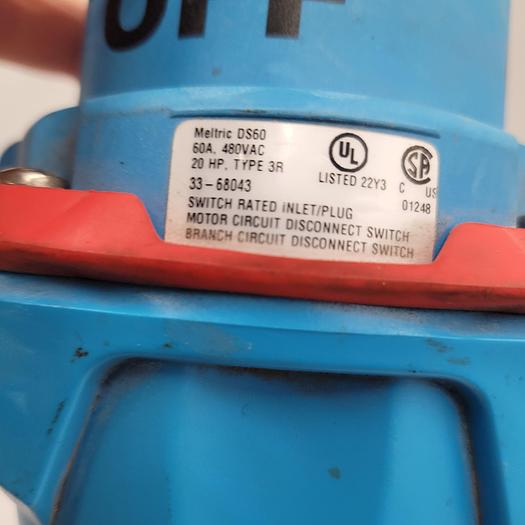 OFF
Meltric DS60
60A, 480VAC
20 HP, TYPE 3R
33-68043
SWITCH RATED INLET/PLUG
MOTOR CIRCUIT DISCONNECT SWITCH
BRANCH CIRCUIT DISCONNECT SWITCH
UL
LISTED 22Y3
SA
C US
01248